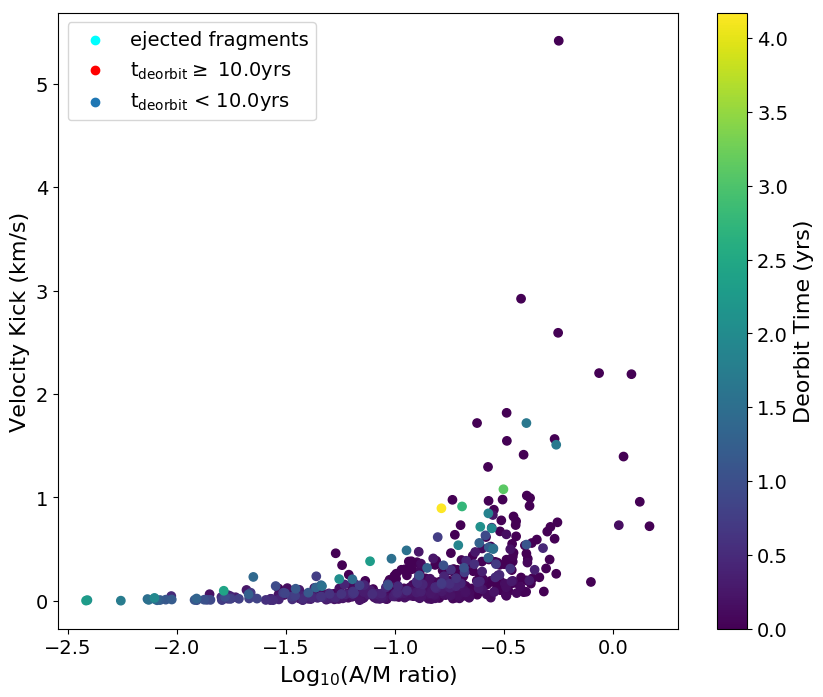 ejected fragments
t_deorbit ≥ 10.0yrs
t_deorbit < 10.0yrs
Velocity Kick (km/s)
5
4
3
2
1
0
−2.5 −2.0 −1.5 −1.0 −0.5 0.0
Log₁₀(A/M ratio)
4.0
3.5
3.0
2.5
2.0
1.5
1.0
0.5
0.0
Deorbit Time (yrs)